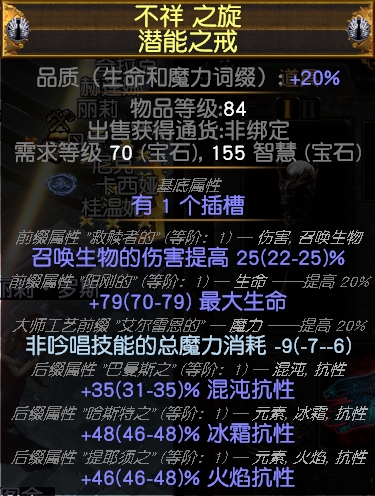 不祥 之旋
潜能之戒
品质（生命和魔力词缀）: +20%
物品等级:84
出售获得通货:非绑定
需求等级 70 (宝石), 155 智慧 (宝石)
基底属性
有 1 个插槽
前缀属性 "救赎者的" (等阶: 1) — 伤害, 召唤生物
召唤生物的伤害提高 25(22-25)%
前缀属性 "阳刚的" (等阶: 1) — 生命 ——提高 20%
+79(70-79) 最大生命
大师工艺前缀 "艾尔雷恩的" — 魔力 ——提高 20%
非吟唱技能的总魔力消耗 -9(-7--6)
后缀属性 "巴曼斯之" (等阶: 1) — 混沌, 抗性
+35(31-35)% 混沌抗性
后缀属性 "哈斯特之" (等阶: 1) — 元素, 冰霜, 抗性
+48(46-48)% 冰霜抗性
后缀属性 "提耶须之" (等阶: 1) — 元素, 火焰, 抗性
+46(46-48)% 火焰抗性